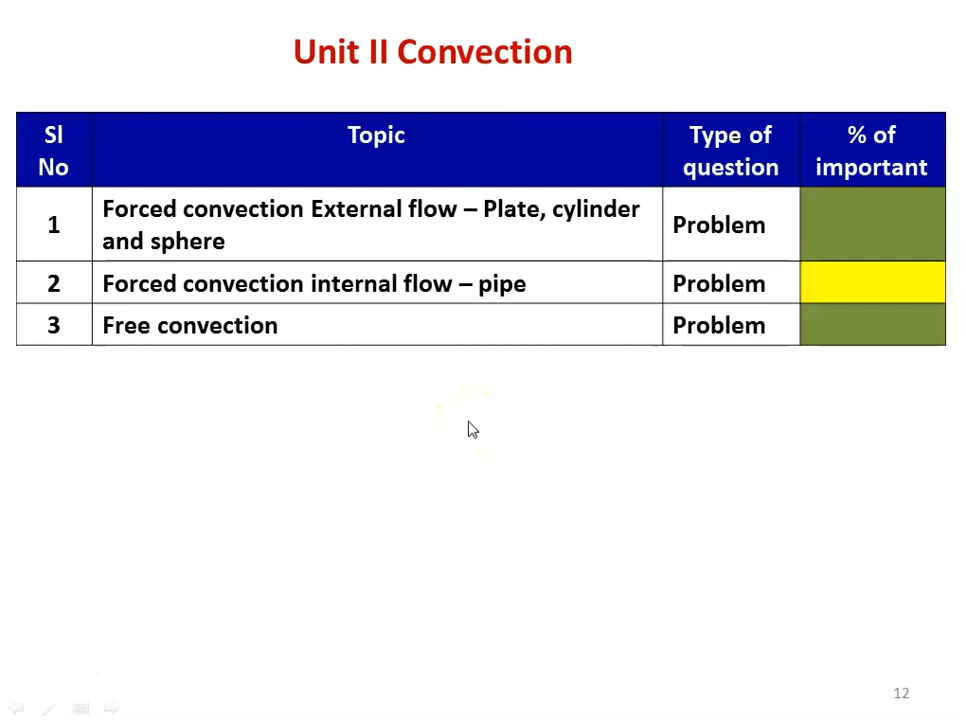 Unit II Convection
Sl No
Topic
Type of question
% of important
1
Forced convection External flow – Plate, cylinder
and sphere
Problem
2
Forced convection internal flow – pipe
Problem
3
Free convection
Problem
12